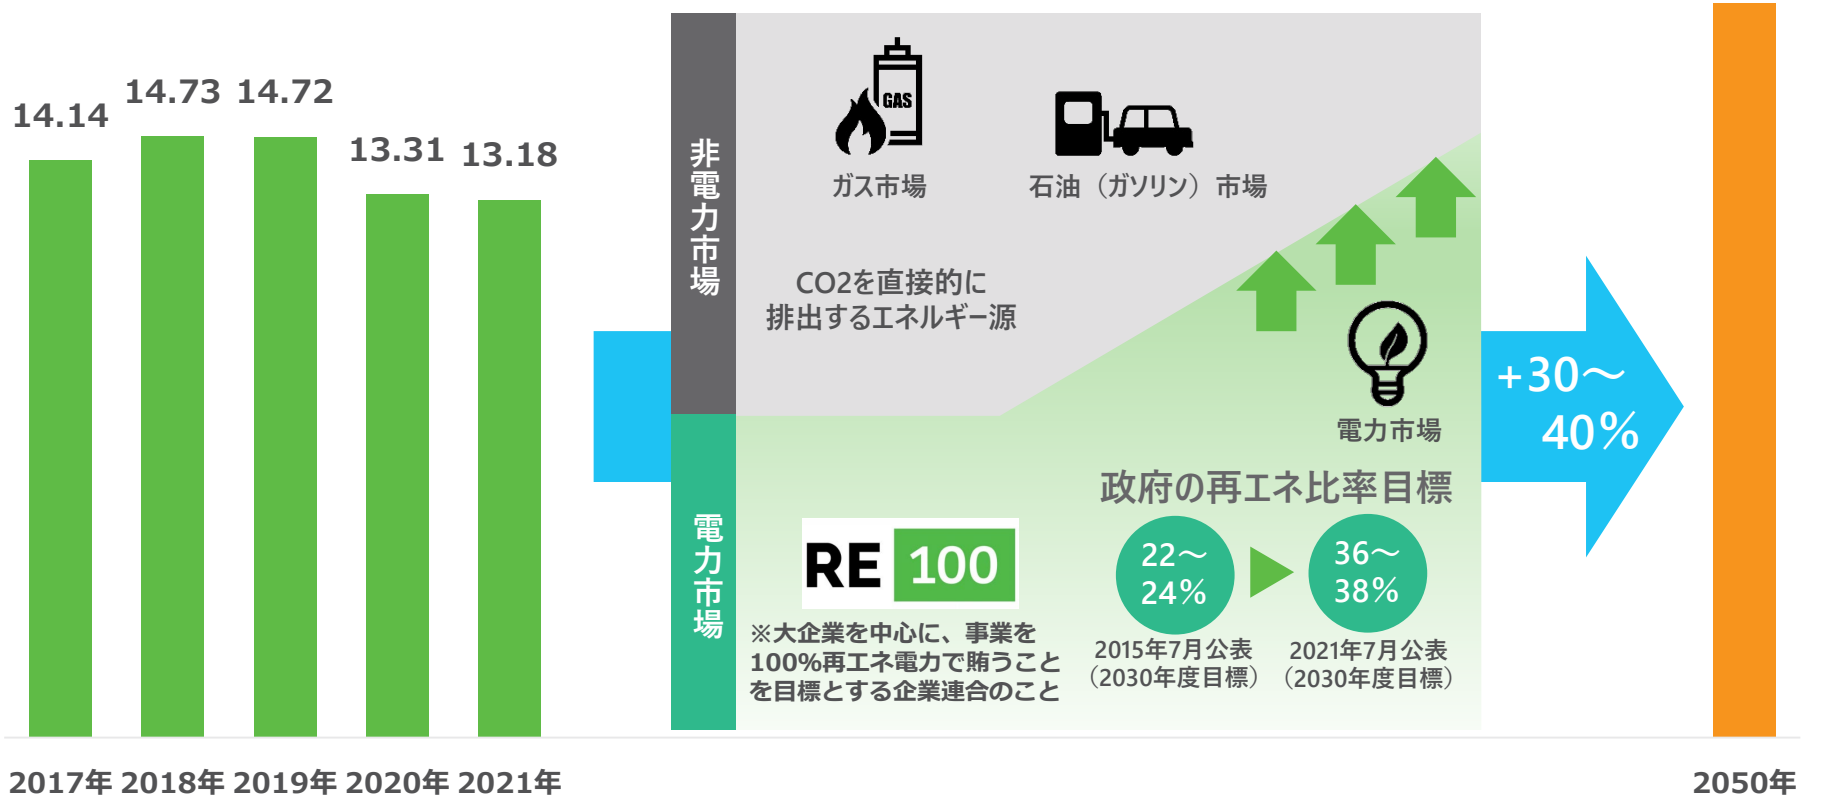 14.14
14.73
14.72
13.31
13.18
2017年
2018年
2019年
2020年
2021年
非電力市場
GAS
ガス市場
石油（ガソリン）市場
CO2を直接的に
排出するエネルギー源
電力市場
電力市場
政府の再エネ比率目標
RE 100
※大企業を中心に、事業を
100%再エネ電力で賄うこと
を目標とする企業連合のこと
22～
24%
2015年7月公表
（2030年度目標）
36～
38%
2021年7月公表
（2030年度目標）
+30～
40%
2050年